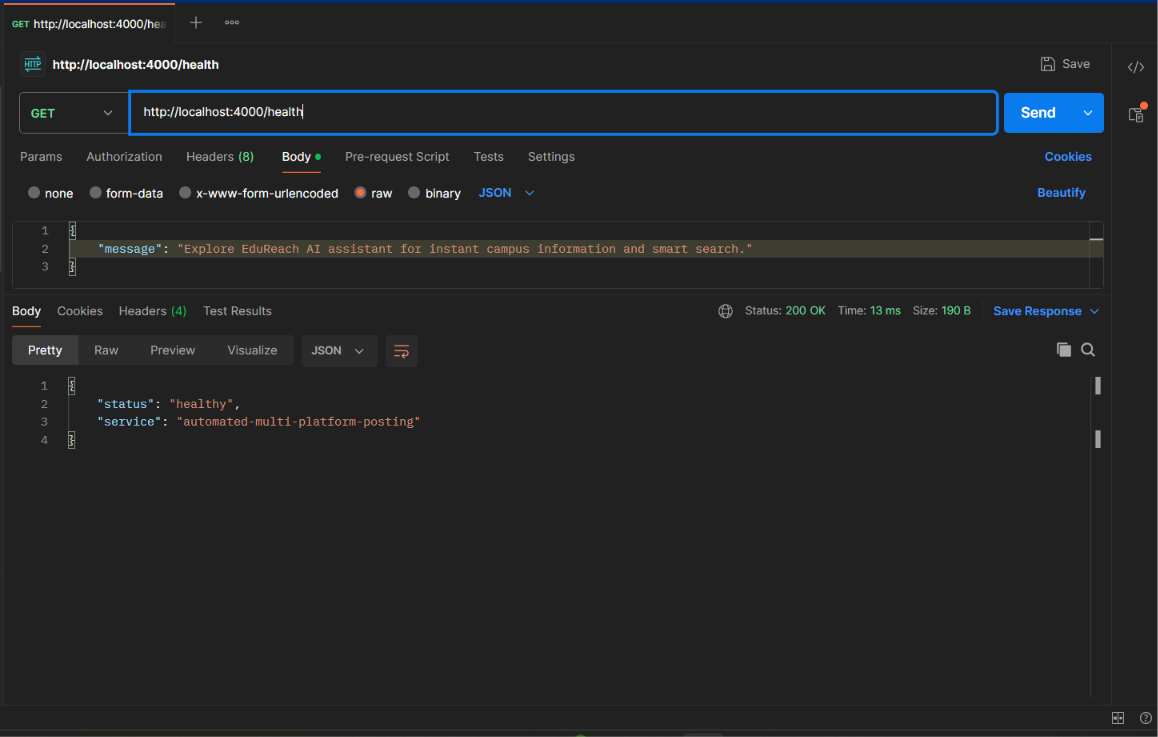 GET http://localhost:4000/hea
HTTP http://localhost:4000/health
Save
GET
http://localhost:4000/health
Send
Params Authorization Headers (8) Body Pre-request Script Tests Settings
Cookies
none form-data x-www-form-urlencoded raw binary JSON
Beautify
1 {
2 "message": "Explore EduReach AI assistant for instant campus information and smart search."
3 }
Body Cookies Headers (4) Test Results
Status: 200 OK Time: 13 ms Size: 190 B
Save Response
Pretty Raw Preview Visualize JSON
1 {
2 "status": "healthy",
3 "service": "automated-multi-platform-posting"
4 }